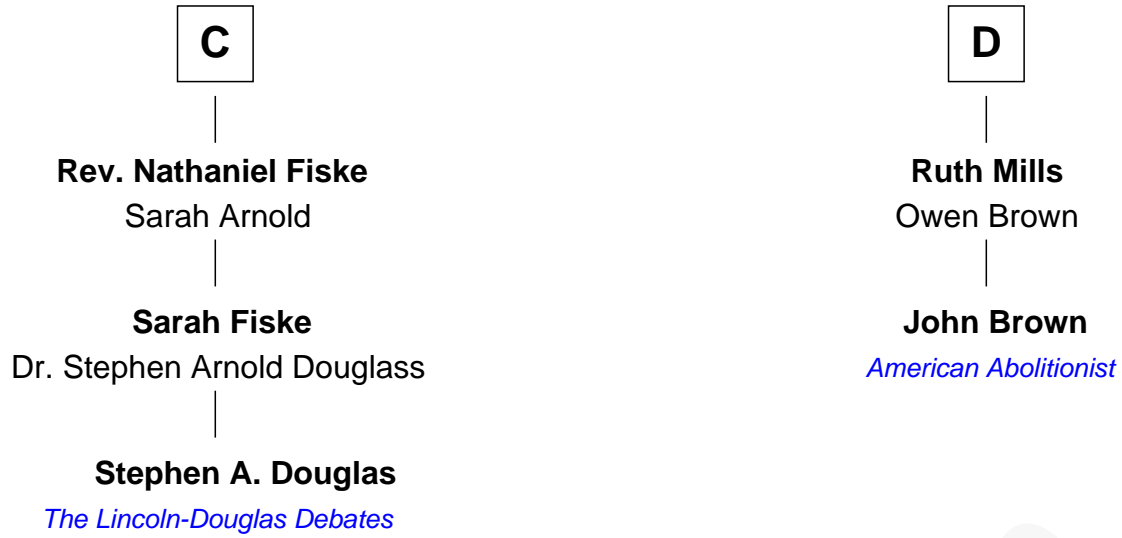 C
Rev. Nathaniel Fiske
Sarah Arnold
Sarah Fiske
Dr. Stephen Arnold Douglass
Stephen A. Douglas
The Lincoln-Douglas Debates
D
Ruth Mills
Owen Brown
John Brown
American Abolitionist